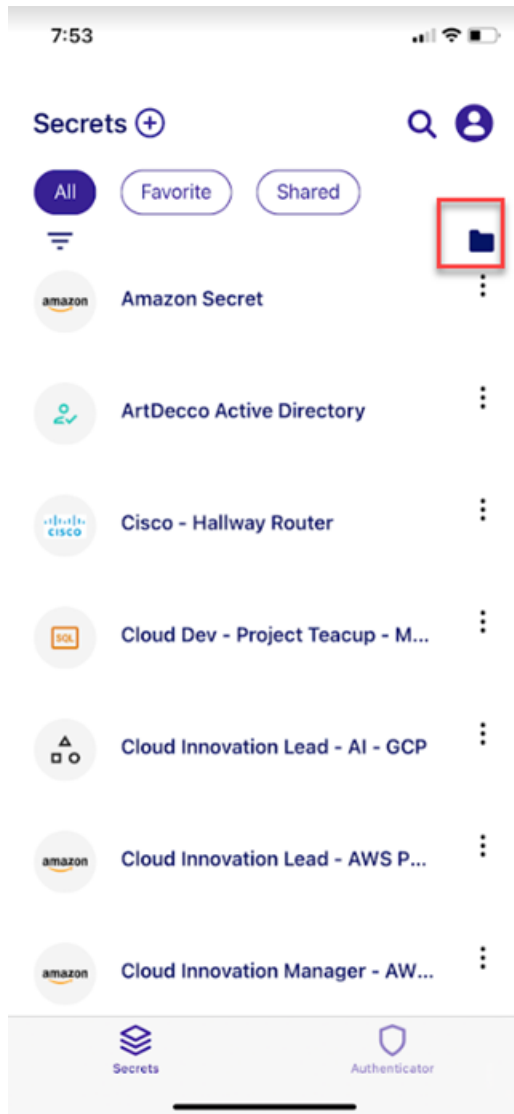 7:53
Secrets
All Favorite Shared
amazon Amazon Secret
ArtDecco Active Directory
CISCO Cisco - Hallway Router
SQL Cloud Dev - Project Teacup - M...
Cloud Innovation Lead - AI - GCP
amazon Cloud Innovation Lead - AWS P...
amazon Cloud Innovation Manager - AW...
Secrets Authenticator